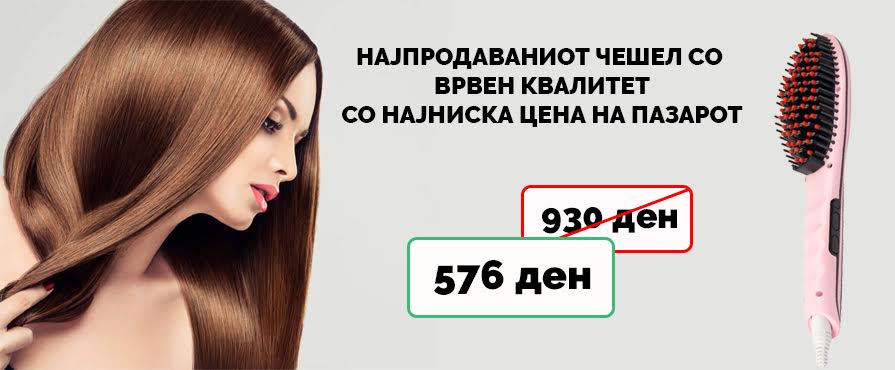 НАЈПРОДАВАНИОТ ЧЕШЕЛ СО
ВРВЕН КВАЛИТЕТ
СО НАЈНИСКА ЦЕНА НА ПАЗАРОТ
930 ден
576 ден